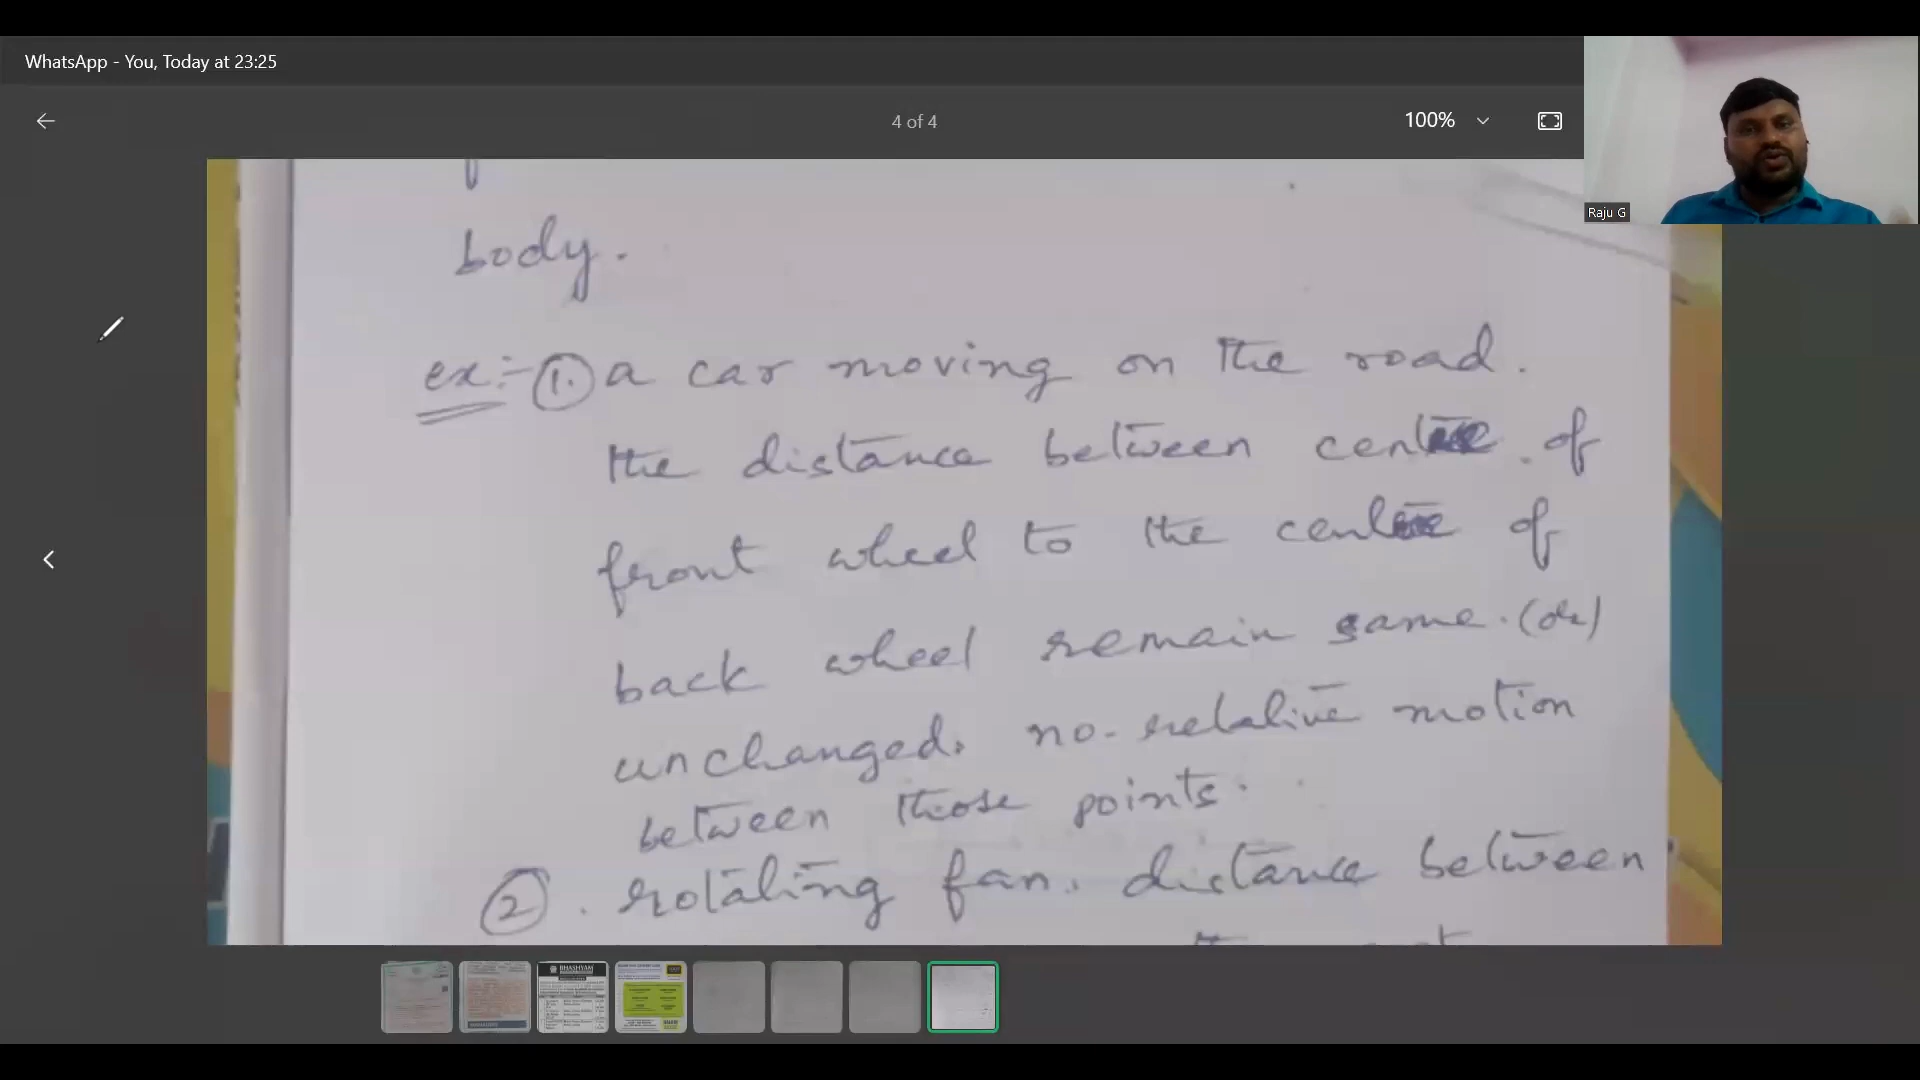 WhatsApp - You, Today at 23:25
4 of 4
100%
Raju G
body.
ex:- ① a car moving on the road.
the distance between centre of
front wheel to the centre of
back wheel remain same. (or)
unchanged. no-relative motion
between those points.
② . rotating fan. distance between
BHASHYAM